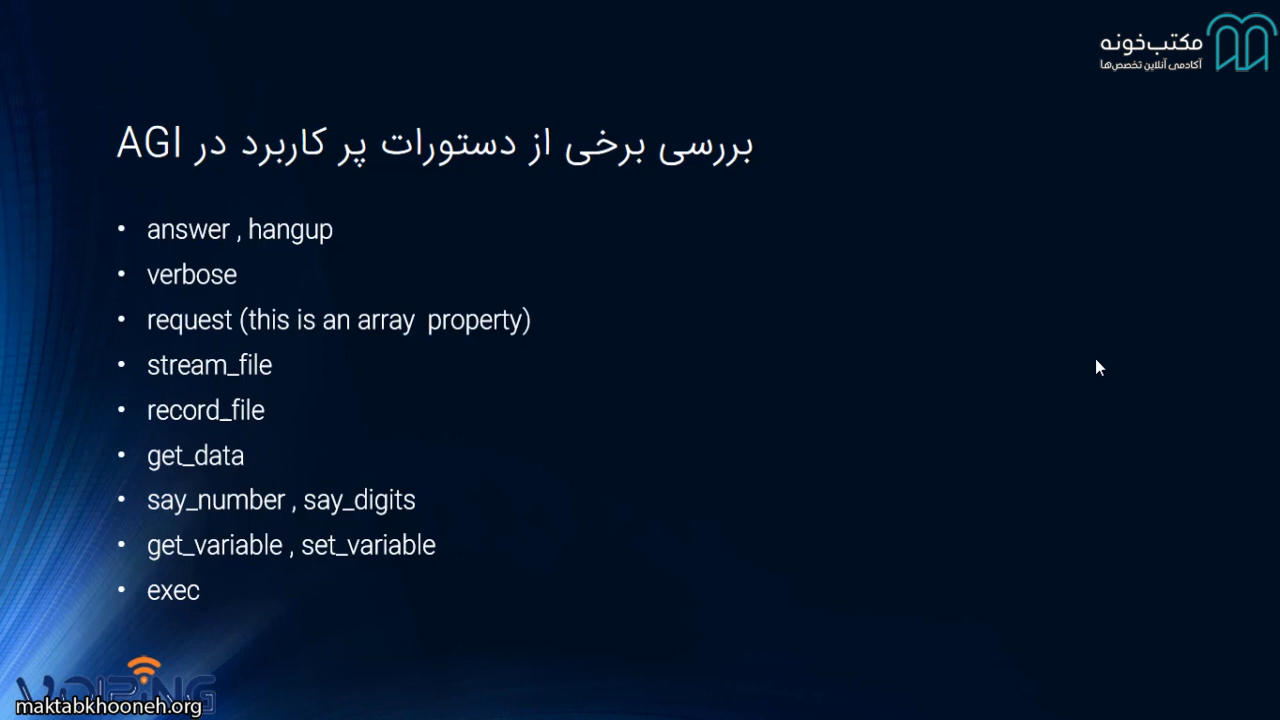 مکتب‌خونه
آکادمی آنلاین تخصص‌ها
بررسی برخی از دستورات پر کاربرد در AGI
• answer , hangup
• verbose
• request (this is an array  property)
• stream_file
• record_file
• get_data
• say_number , say_digits
• get_variable , set_variable
• exec
VOIPING
maktabkhooneh.org